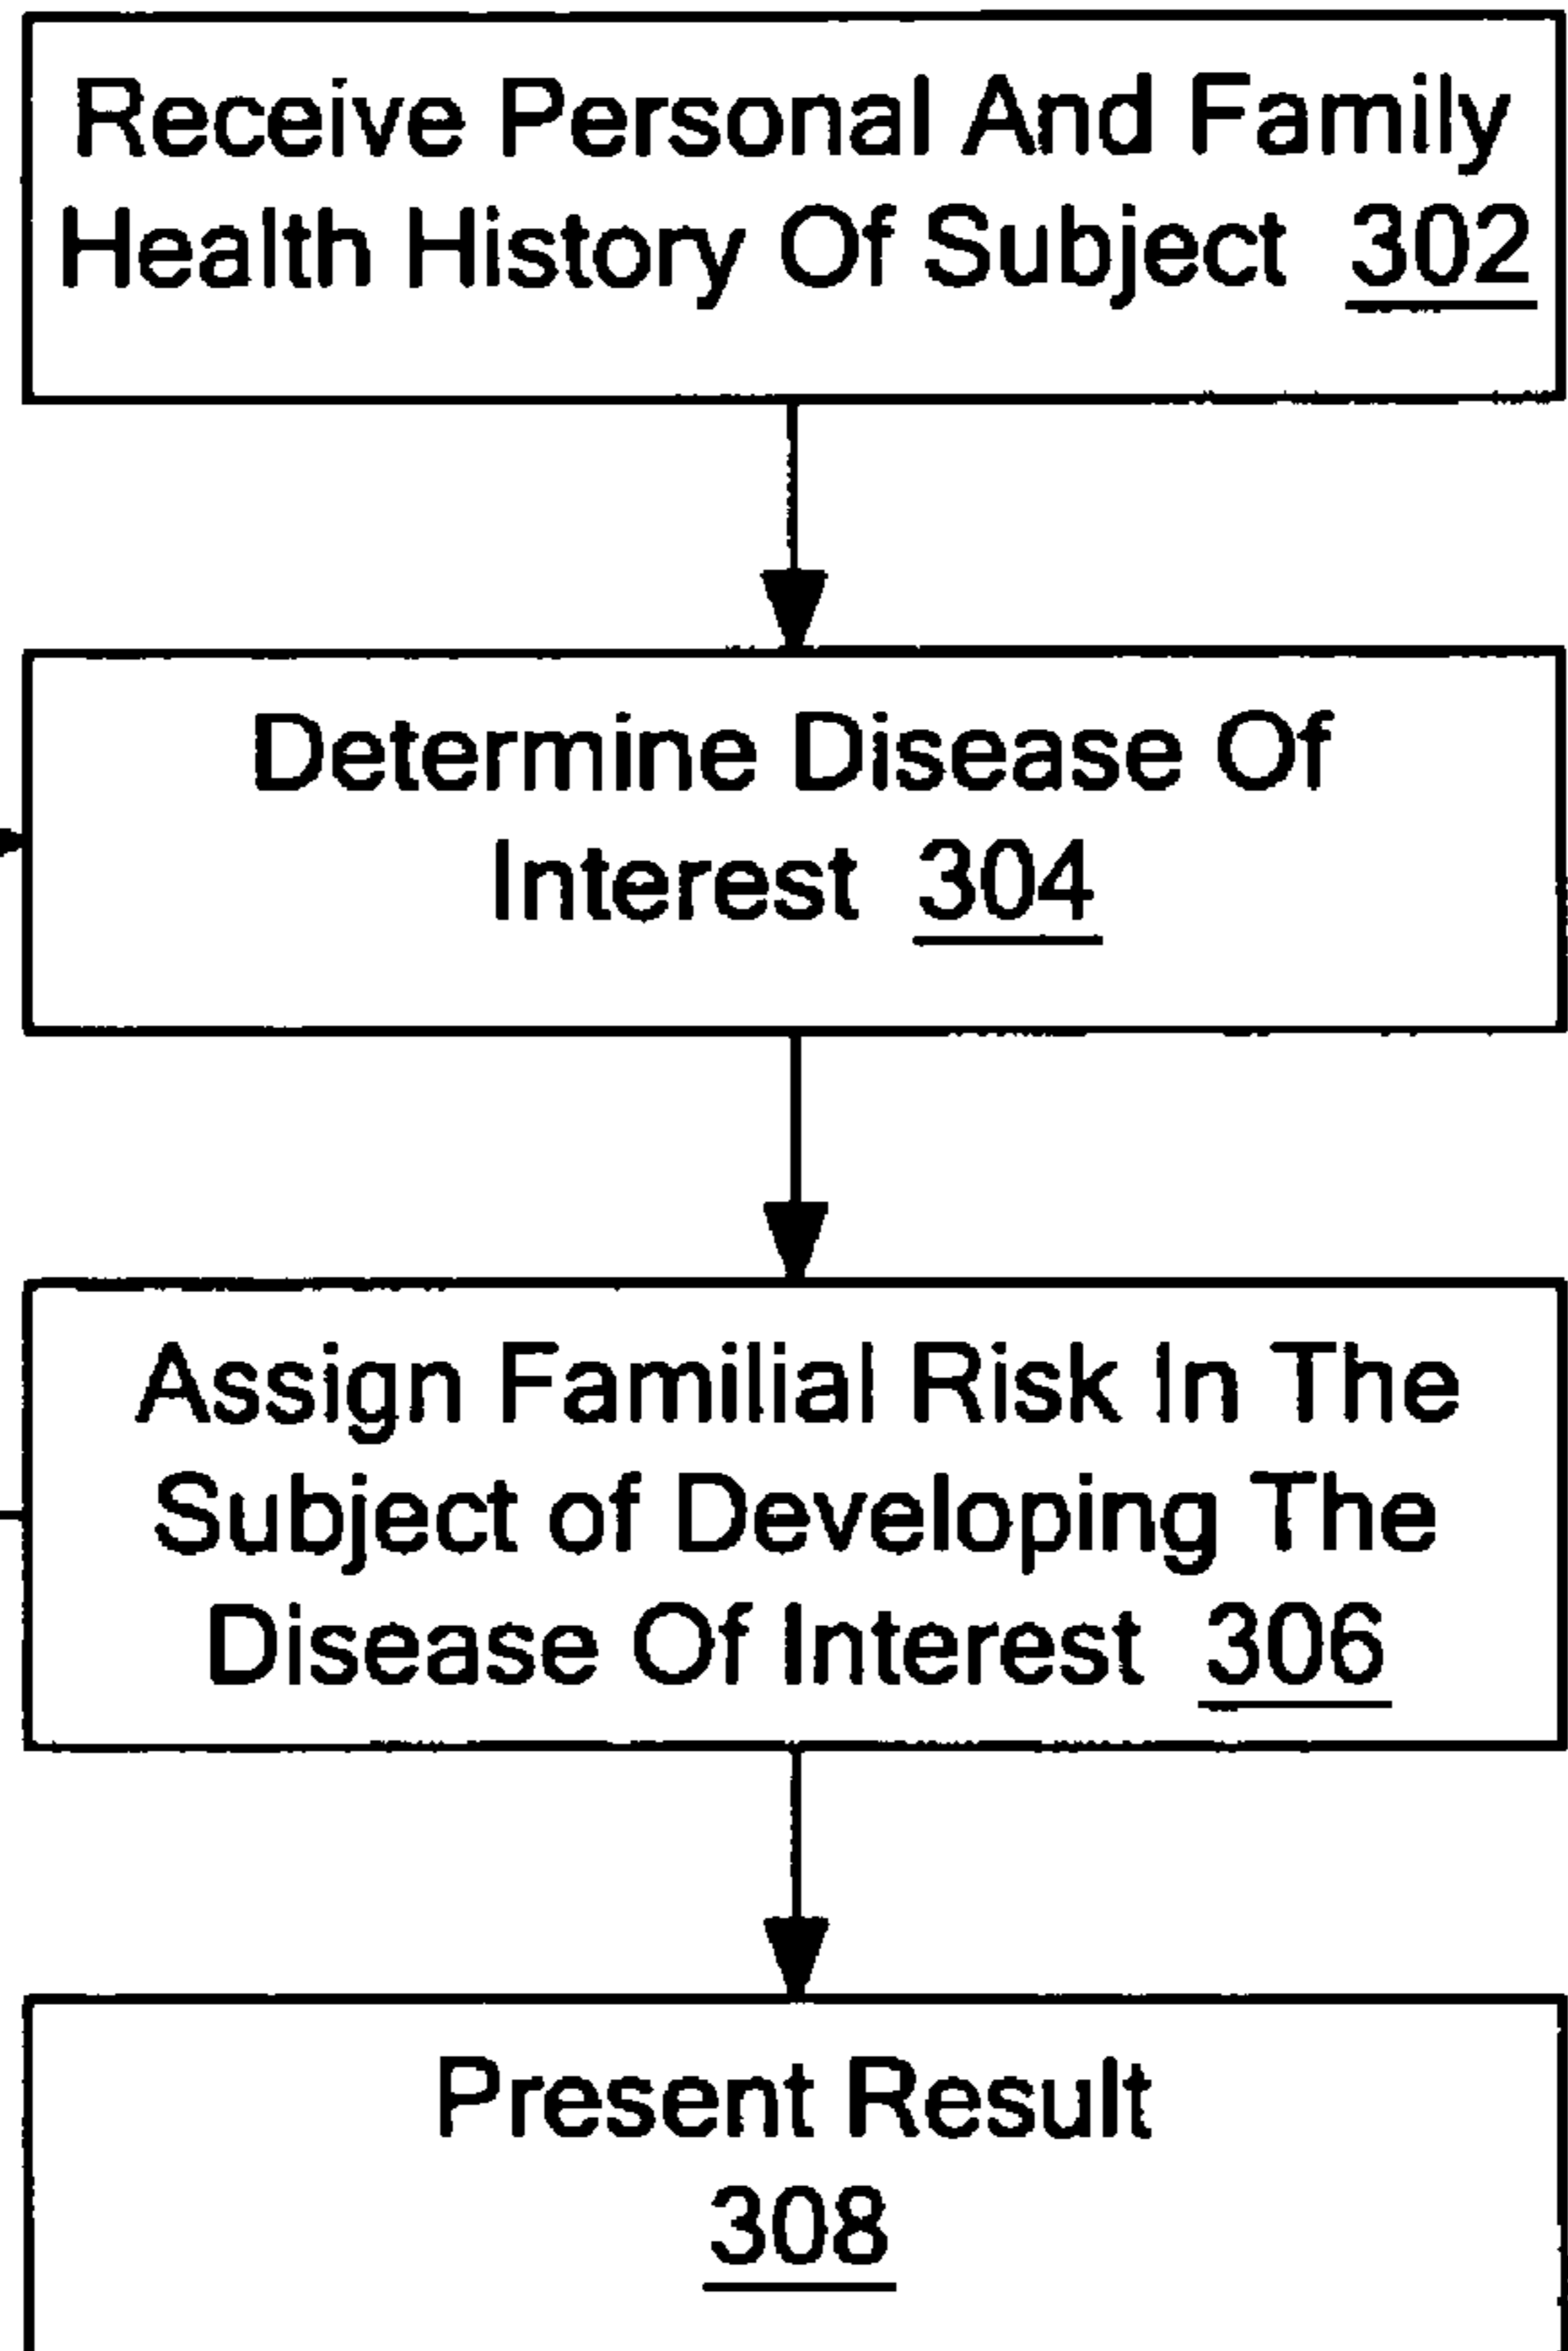 Receive Personal And Family
Health History Of Subject 302
Determine Disease Of
Interest 304
Assign Familial Risk In The
Subject of Developing The
Disease Of Interest 306
Present Result
308